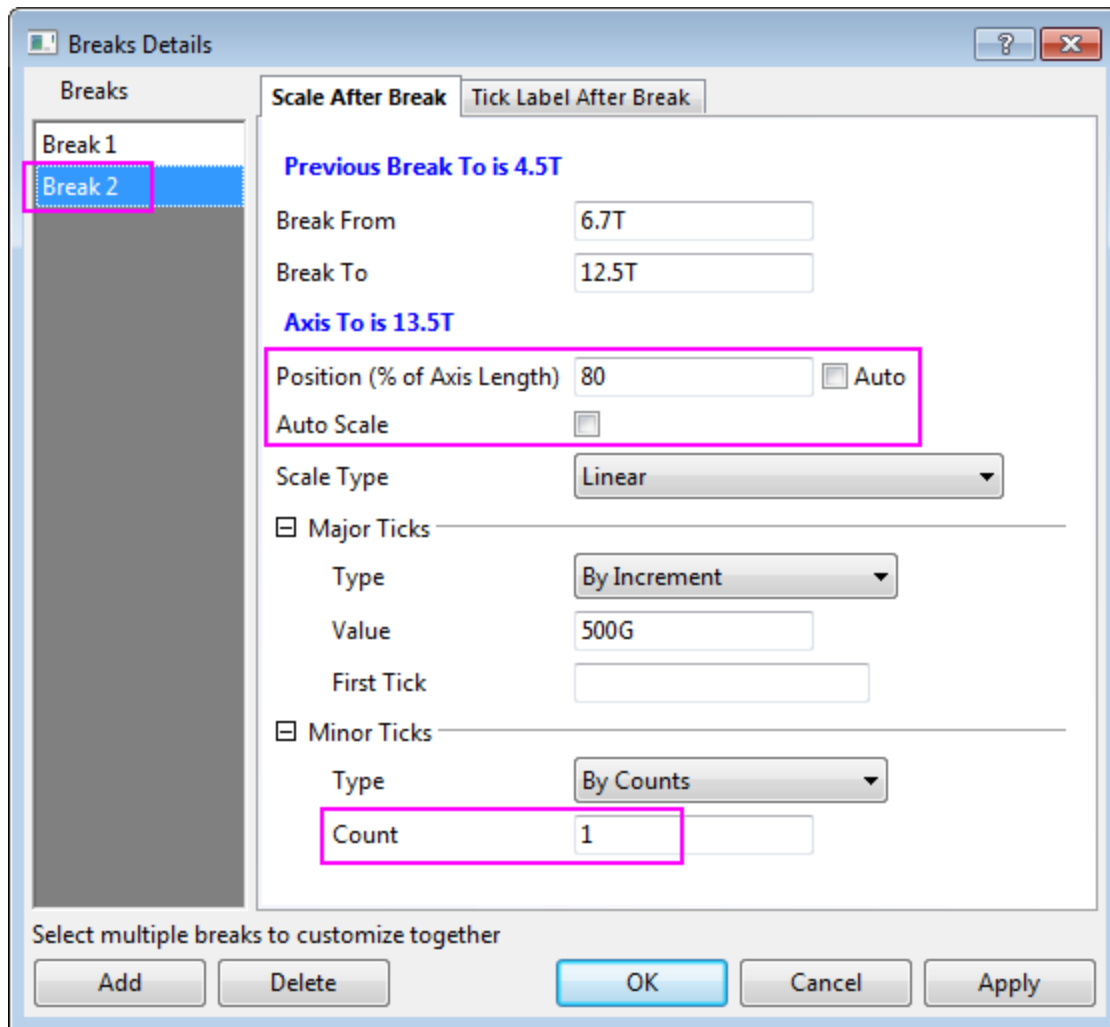 Breaks Details
Breaks
Scale After Break Tick Label After Break
Break 1
Break 2
Previous Break To is 4.5T
Break From 6.7T
Break To 12.5T
Axis To is 13.5T
Position (% of Axis Length) 80 Auto
Auto Scale
Scale Type Linear
Major Ticks
Type By Increment
Value 500G
First Tick
Minor Ticks
Type By Counts
Count 1
Select multiple breaks to customize together
Add Delete OK Cancel Apply